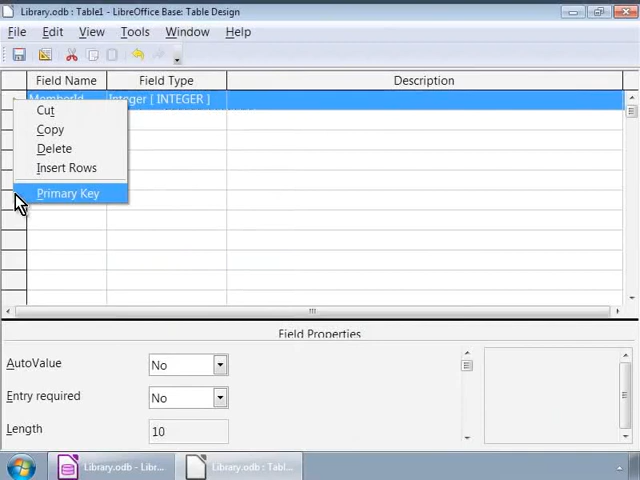 Library.odb : Table1 - LibreOffice Base: Table Design
File Edit View Tools Window Help
Field Name Field Type Description
MemberId Integer [ INTEGER ]
Cut
Copy
Delete
Insert Rows
Primary Key
Field Properties
AutoValue No
Entry required No
Length 10
Library.odb - Libr... Library.odb : Tabl...